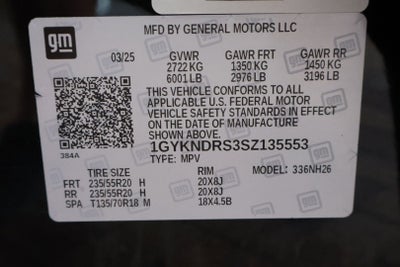 gm
MFD BY GENERAL MOTORS LLC
03/25 GVWR GAWR FRT GAWR RR
2722 KG 1350 KG 1450 KG
6001 LB 2976 LB 3196 LB
THIS VEHICLE CONFORMS TO ALL
APPLICABLE U.S. FEDERAL MOTOR
VEHICLE SAFETY STANDARDS IN EFFECT
ON THE DATE OF MANUFACTURE
SHOWN ABOVE.
384A
1GYKNDRS3SZ135553
TYPE: MPV MODEL: 336NH26
TIRE SIZE RIM
FRT 235/55R20 H 20X8J
RR 235/55R20 H 20X8J
SPA T135/70R18 M 18X4.5B